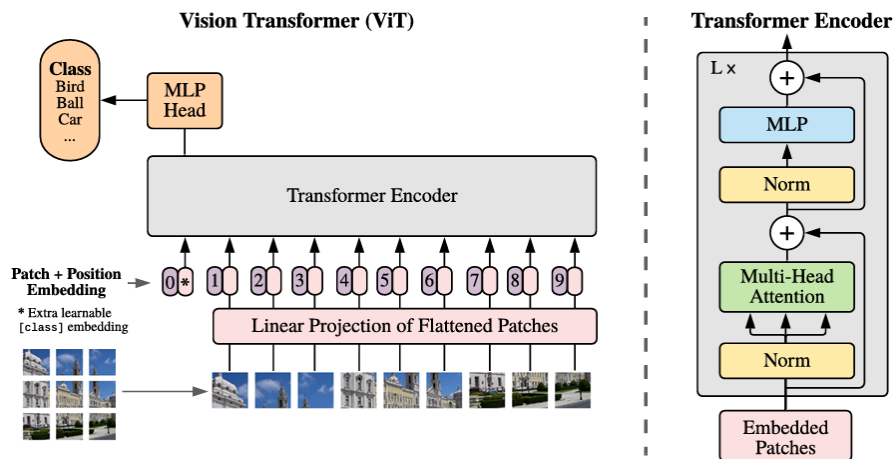 Vision Transformer (ViT)
Class
Bird
Ball
Car
...
MLP
Head
Transformer Encoder
Patch + Position
Embedding
0 * 1 2 3 4 5 6 7 8 9
* Extra learnable
[class] embedding
Linear Projection of Flattened Patches
Transformer Encoder
L ×
+
MLP
Norm
+
Multi-Head
Attention
Norm
Embedded
Patches